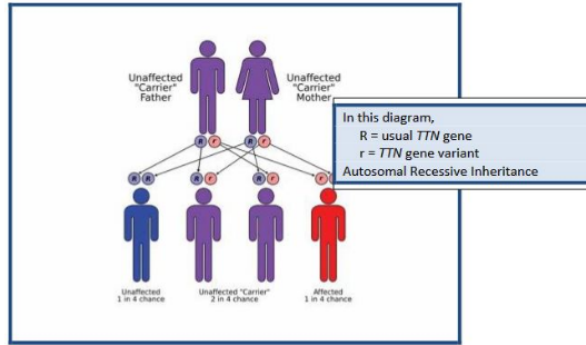 Unaffected
"Carrier"
Father
Unaffected
"Carrier"
Mother
In this diagram,
R = usual TTN gene
r = TTN gene variant
Autosomal Recessive Inheritance
R r R r
R R R r R r r
Unaffected
1 in 4 chance
Unaffected "Carrier"
2 in 4 chance
Affected
1 in 4 chance